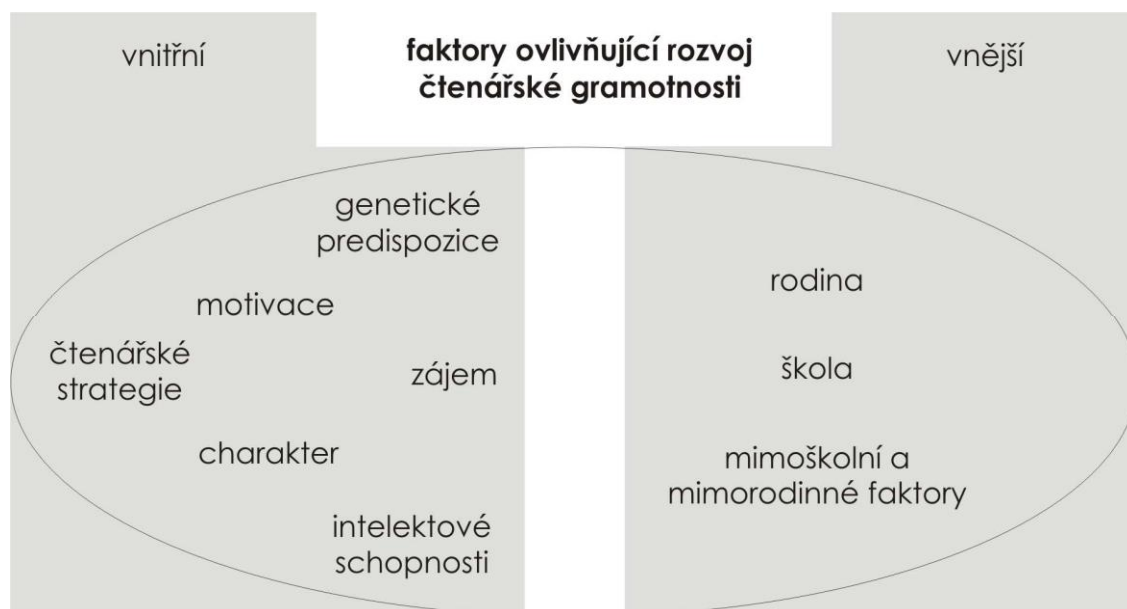 vnitřní
faktory ovlivňující rozvoj
čtenářské gramotnosti
vnější
genetické
predispozice
motivace
čtenářské
strategie
zájem
charakter
intelektové
schopnosti
rodina
škola
mimoškolní a
mimorodinné faktory